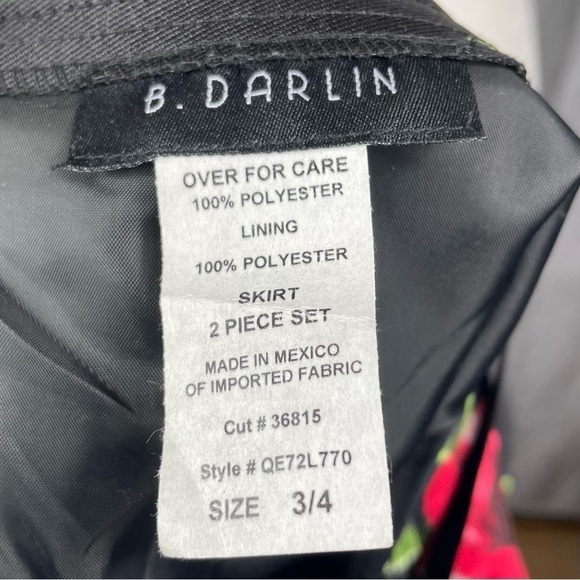 B. DARLIN
OVER FOR CARE
100% POLYESTER
LINING
100% POLYESTER
SKIRT
2 PIECE SET
MADE IN MEXICO
OF IMPORTED FABRIC
Cut # 36815
Style # QE72L770
SIZE 3/4